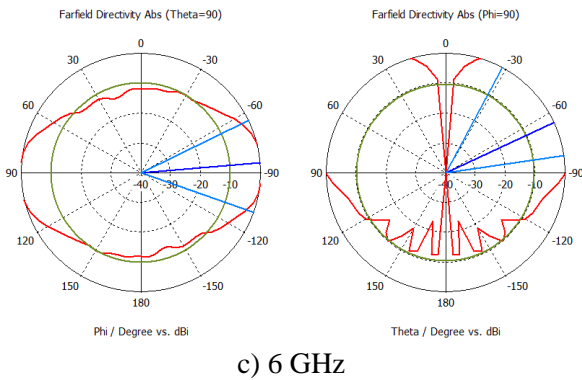 Farfield Directivity Abs (Theta=90)
0
30 -30
60 -60
90 -40 -30 -20 -10 -90
120 -120
150 -150
180
Phi / Degree vs. dBi
Farfield Directivity Abs (Phi=90)
0
30 -30
60 -60
90 -40 -30 -20 -10 -90
120 -120
150 -150
180
Theta / Degree vs. dBi
c) 6 GHz